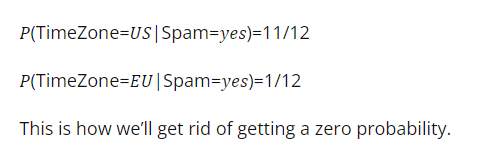 P(TimeZone=US|Spam=yes)=11/12
P(TimeZone=EU|Spam=yes)=1/12
This is how we’ll get rid of getting a zero probability.